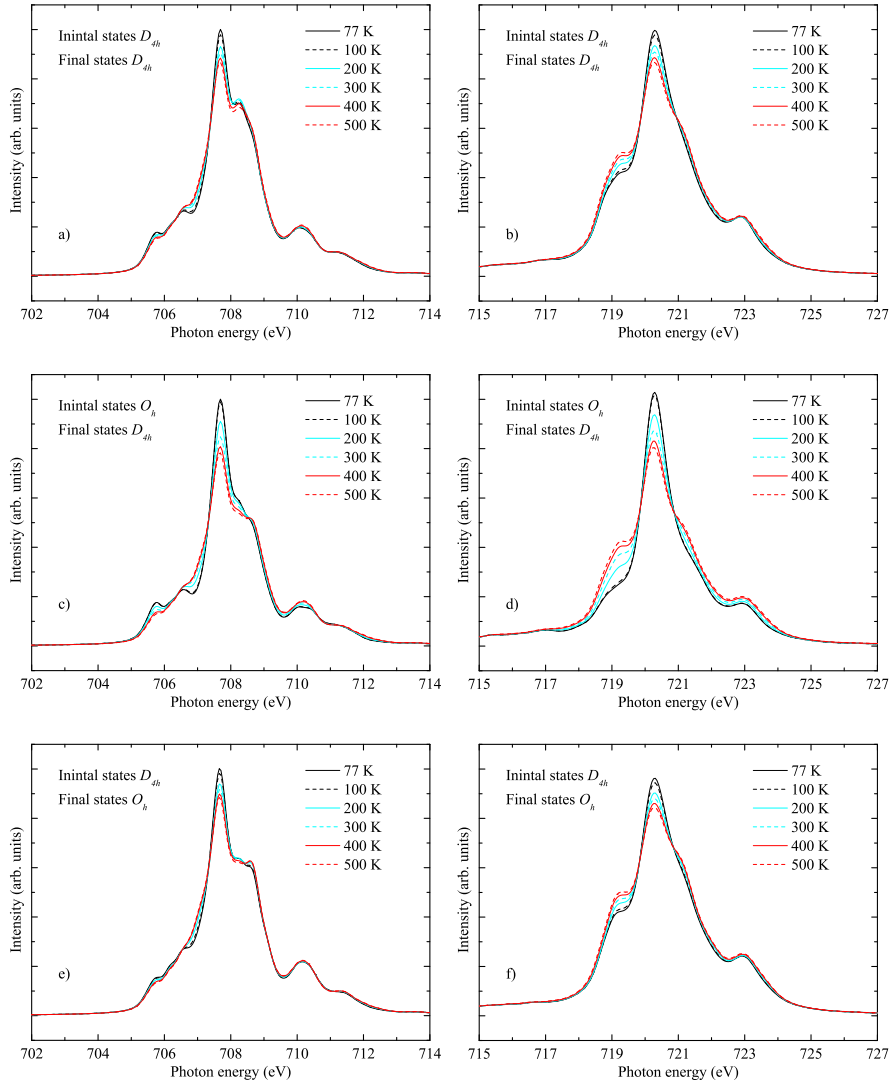 Inintal states D4h
Final states D4h
77 K
100 K
200 K
300 K
400 K
500 K
a)
Intensity (arb. units)
702 704 706 708 710 712 714
Photon energy (eV)
Inintal states D4h
Final states D4h
77 K
100 K
200 K
300 K
400 K
500 K
b)
Intensity (arb. units)
715 717 719 721 723 725 727
Photon energy (eV)
Inintal states Oh
Final states D4h
77 K
100 K
200 K
300 K
400 K
500 K
c)
Intensity (arb. units)
702 704 706 708 710 712 714
Photon energy (eV)
Inintal states Oh
Final states D4h
77 K
100 K
200 K
300 K
400 K
500 K
d)
Intensity (arb. units)
715 717 719 721 723 725 727
Photon energy (eV)
Inintal states D4h
Final states Oh
77 K
100 K
200 K
300 K
400 K
500 K
e)
Intensity (arb. units)
702 704 706 708 710 712 714
Photon energy (eV)
Inintal states D4h
Final states Oh
77 K
100 K
200 K
300 K
400 K
500 K
f)
Intensity (arb. units)
715 717 719 721 723 725 727
Photon energy (eV)